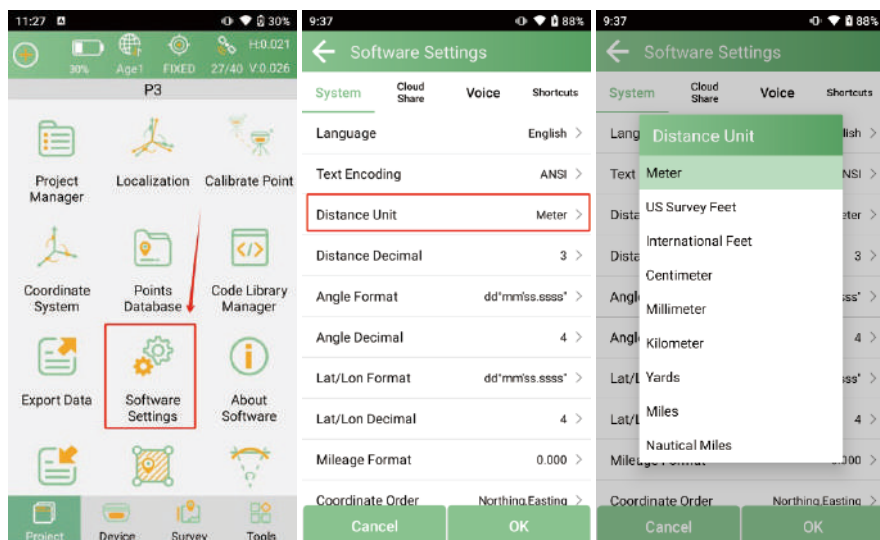 11:27
30%
30%
Age1
FIXED
27/40
H:0.021
V:0.026
P3
Project
Manager
Localization
Calibrate Point
Coordinate
System
Points
Database
Code Library
Manager
Export Data
Software
Settings
About
Software
Project
Device
Survey
Tools
9:37
88%
Software Settings
System
Cloud
Share
Voice
Shortcuts
Language
English >
Text Encoding
ANSI >
Distance Unit
Meter >
Distance Decimal
3 >
Angle Format
dd°mm'ss.ssss" >
Angle Decimal
4 >
Lat/Lon Format
dd°mm'ss.ssss" >
Lat/Lon Decimal
4 >
Mileage Format
0.000 >
Coordinate Order
Northing,Easting >
Cancel
OK
9:37
88%
Software Settings
System
Cloud
Share
Voice
Shortcuts
Distance Unit
Meter
US Survey Feet
International Feet
Centimeter
Millimeter
Kilometer
Yards
Miles
Nautical Miles
3 >
4 >
4 >
Coordinate Order
Northing,Easting >
Cancel
OK